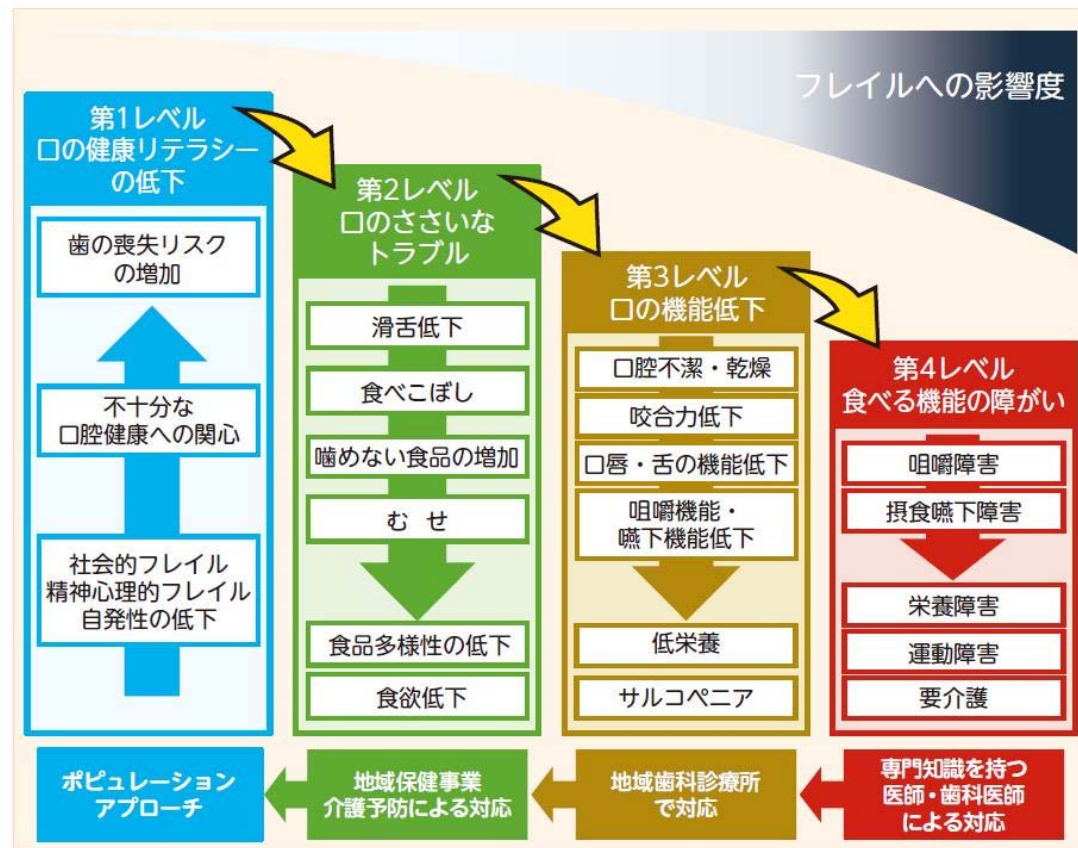 フレイルへの影響度
第1レベル
口の健康リテラシー
の低下
歯の喪失リスク
の増加
不十分な
口腔健康への関心
社会的フレイル
精神心理的フレイル
自発性の低下
第2レベル
口のささいな
トラブル
滑舌低下
食べこぼし
噛めない食品の増加
む せ
食品多様性の低下
食欲低下
第3レベル
口の機能低下
口腔不潔・乾燥
咬合力低下
口唇・舌の機能低下
咀嚼機能・
嚥下機能低下
低栄養
サルコペニア
第4レベル
食べる機能の障がい
咀嚼障害
摂食嚥下障害
栄養障害
運動障害
要介護
ポピュレーション
アプローチ
地域保健事業
介護予防による対応
地域歯科診療所
で対応
専門知識を持つ
医師・歯科医師
による対応